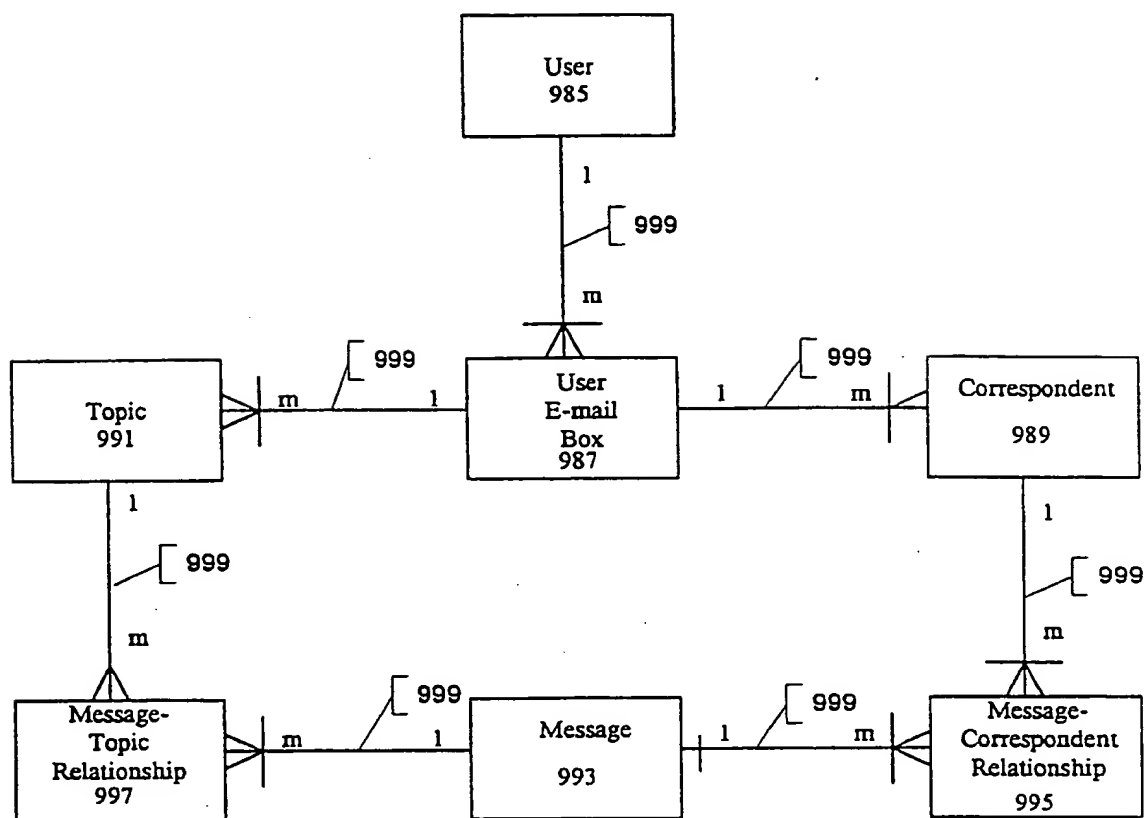 User
985
1
999
m
999
999
Topic
991
m
1
User
E-mail
Box
987
1
m
Correspondent
989
1
999
m
1
999
m
Message-
Topic
Relationship
997
m
999
1
Message
993
1
999
m
Message-
Correspondent
Relationship
995